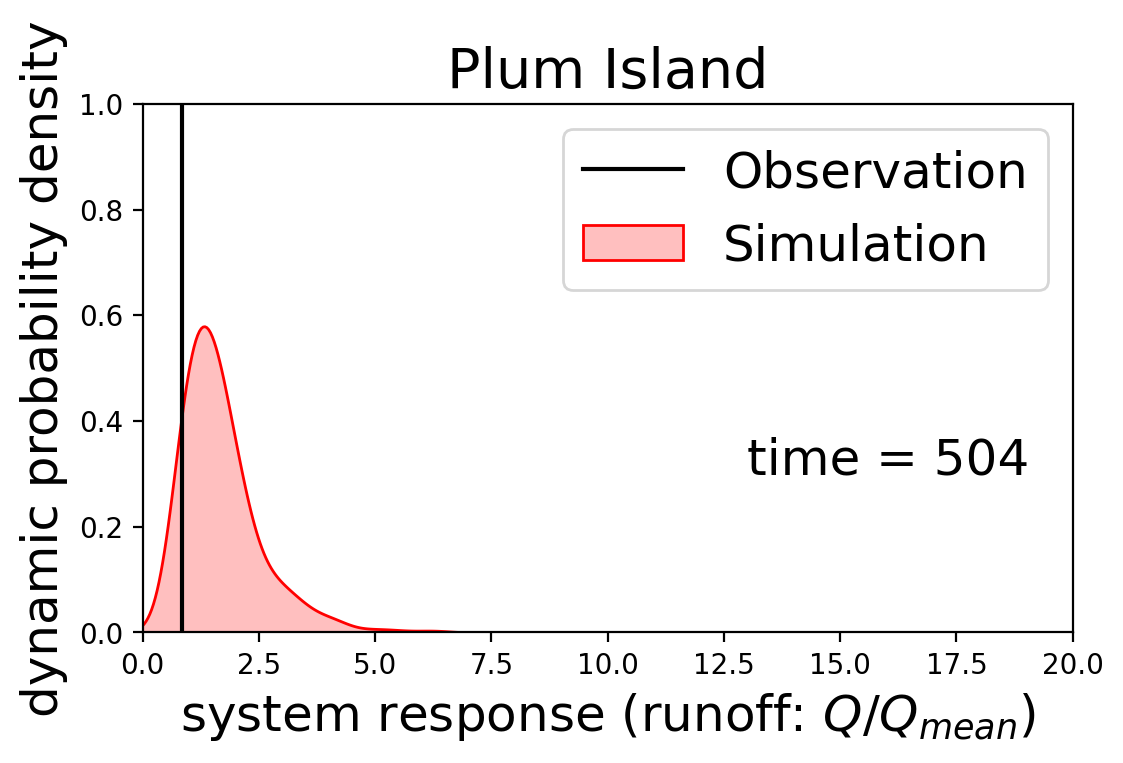 Plum Island
dynamic probability density
1.0
0.8
0.6
0.4
0.2
0.0
Observation
Simulation
time = 504
0.0 2.5 5.0 7.5 10.0 12.5 15.0 17.5 20.0
system response (runoff: Q/Qmean)